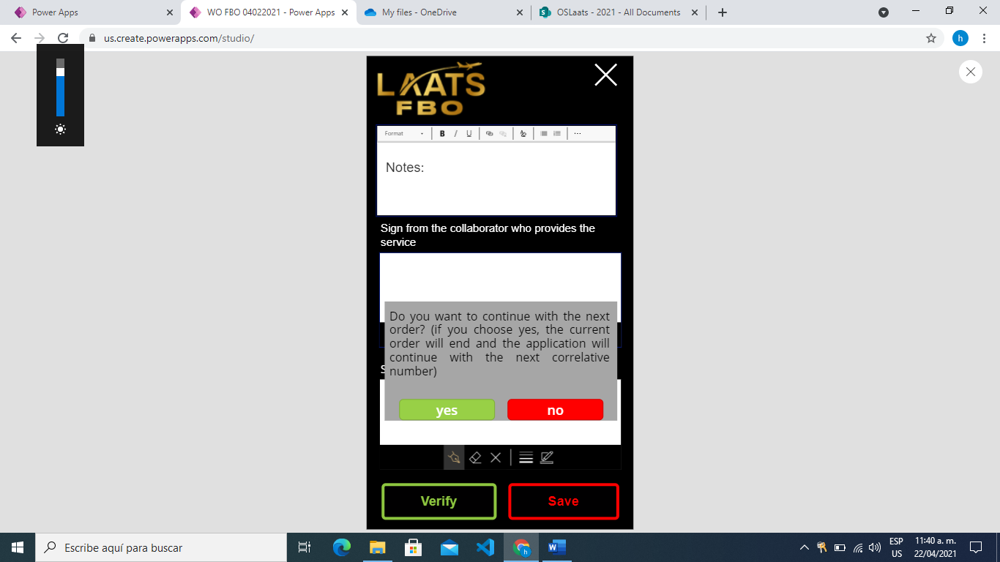 Power Apps
WO FBO 04022021 - Power Apps
My files - OneDrive
OSLaats - 2021 - All Documents
us.create.powerapps.com/studio/
h
LAATS
FBO
Format
B I U
Notes:
Sign from the collaborator who provides the
service
Do you want to continue with the next
order? (if you choose yes, the current
order will end and the application will
continue with the next correlative
number)
S
yes
no
Verify
Save
Escribe aquí para buscar
ESP
US
11:40 a. m.
22/04/2021